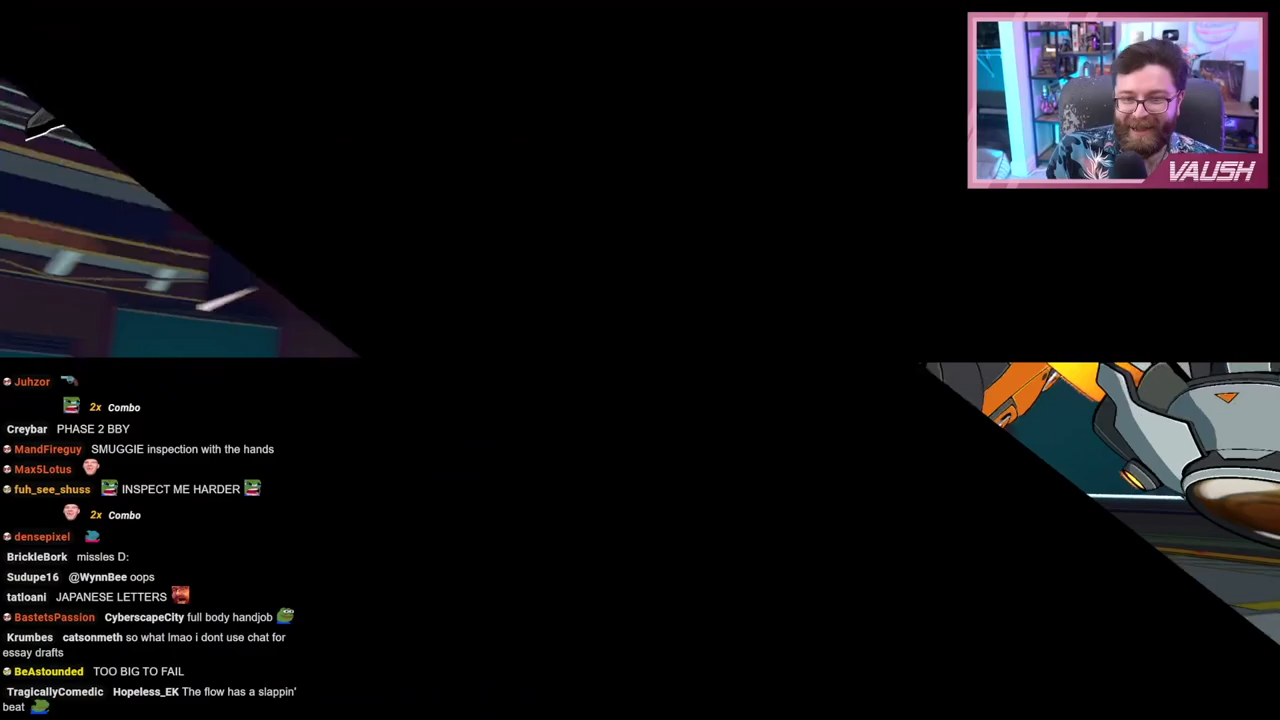 VAUSH
Juhzor
2x Combo
Creybar PHASE 2 BBY
MandFireguy SMUGGIE inspection with the hands
Max5Lotus
fuh_see_shuss INSPECT ME HARDER
2x Combo
densepixel
BrickleBork missles D:
Sudupe16 @WynnBee oops
tatloani JAPANESE LETTERS
BastetsPassion CyberscapeCity full body handjob
Krumbes catsonmeth so what lmao i dont use chat for
essay drafts
BeAstounded TOO BIG TO FAIL
TragicallyComedic Hopeless_EK The flow has a slappin'
beat